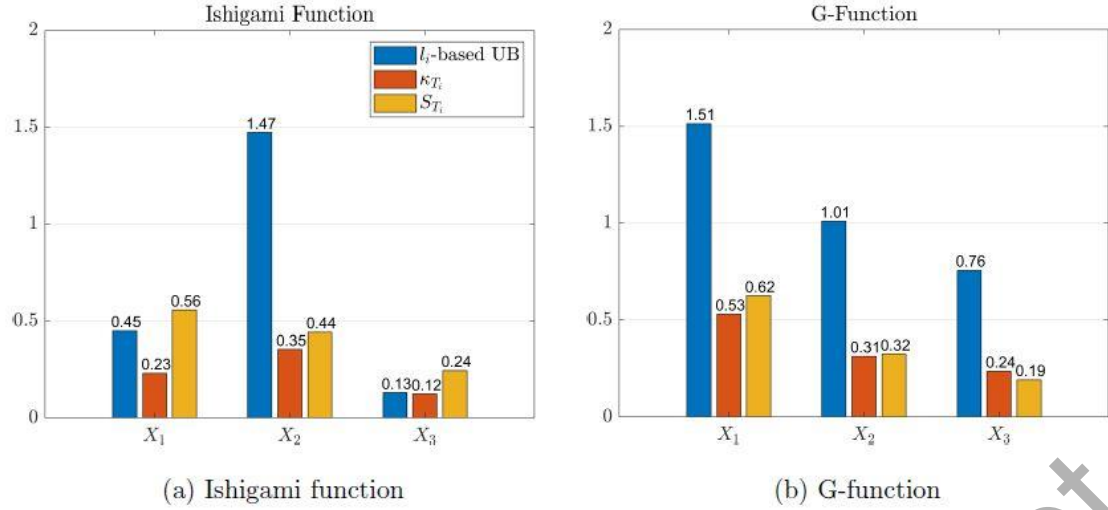 Ishigami Function
2
1.5
1
0.5
0
l_i-based UB
κ_{T_i}
S_{T_i}
0.45
0.23
0.56
1.47
0.35
0.44
0.13
0.12
0.24
X_1
X_2
X_3
(a) Ishigami function
G-Function
2
1.5
1
0.5
0
1.51
0.53
0.62
1.01
0.31
0.32
0.76
0.24
0.19
X_1
X_2
X_3
(b) G-function